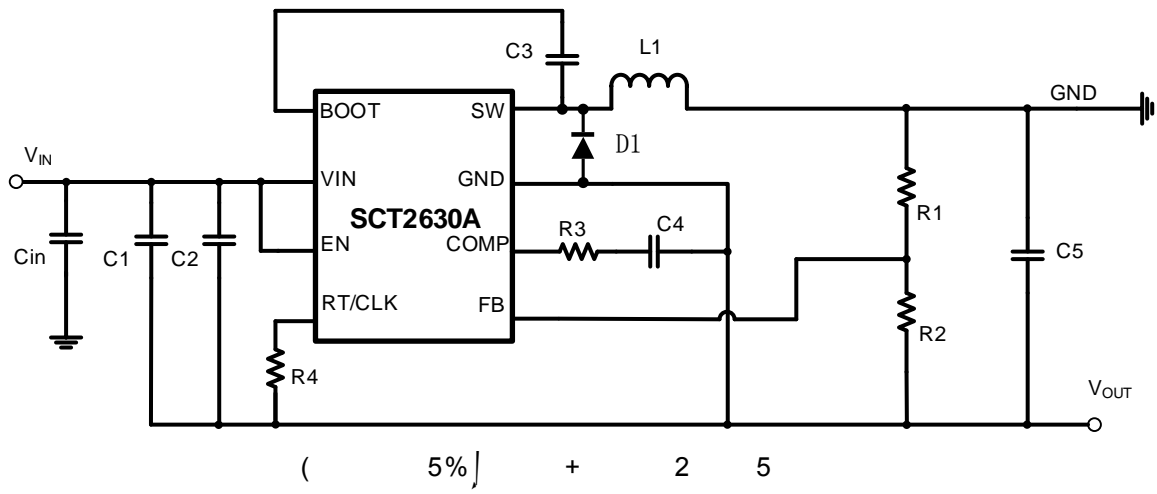 C3
L1
GND
BOOT
SW
D1
VIN
VIN
GND
SCT2630A
R1
R3
C4
Cin
C1
C2
EN
COMP
C5
RT/CLK
FB
R2
R4
VOUT
( 5% + 2 5